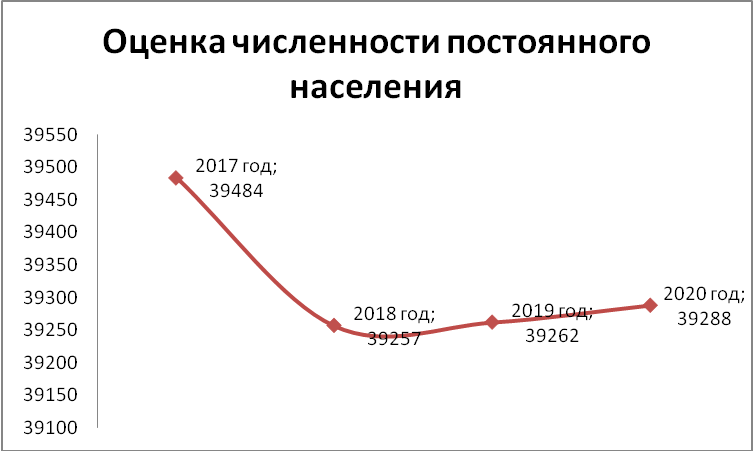 Оценка численности постоянного
населения
39550
39500
39450
39400
39350
39300
39250
39200
39150
39100
2017 год;
39484
2018 год;
39257
2019 год;
39262
2020 год;
39288